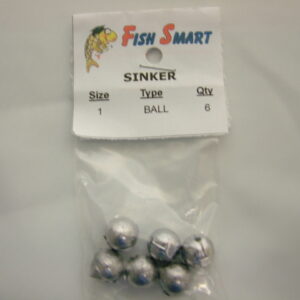 FISH SMART
SINKER
Size Type Qty
1 BALL 6